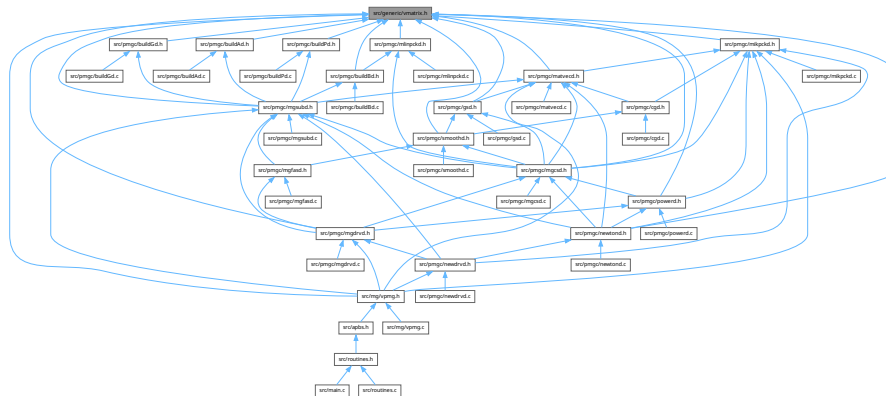 src/generic/vmatrix.h
src/pmgc/buildGd.h
src/pmgc/buildAd.h
src/pmgc/buildPd.h
src/pmgc/mlinpckd.h
src/pmgc/mikpckd.h
src/pmgc/buildGd.c
src/pmgc/buildAd.c
src/pmgc/buildPd.c
src/pmgc/buildBd.h
src/pmgc/mlinpckd.c
src/pmgc/matvecd.h
src/pmgc/mikpckd.c
src/pmgc/mgsubd.h
src/pmgc/buildBd.c
src/pmgc/gsd.h
src/pmgc/matvecd.c
src/pmgc/cgd.h
src/pmgc/mgsubd.c
src/pmgc/smoothd.h
src/pmgc/gsd.c
src/pmgc/cgd.c
src/pmgc/mgfasd.h
src/pmgc/smoothd.c
src/pmgc/mgcsd.h
src/pmgc/mgfasd.c
src/pmgc/mgcsd.c
src/pmgc/powerd.h
src/pmgc/mgdrvd.h
src/pmgc/newtond.h
src/pmgc/powerd.c
src/pmgc/mgdrvd.c
src/pmgc/newdrvd.h
src/pmgc/newtond.c
src/mg/vpmg.h
src/pmgc/newdrvd.c
src/apbs.h
src/mg/vpmg.c
src/routines.h
src/main.c
src/routines.c